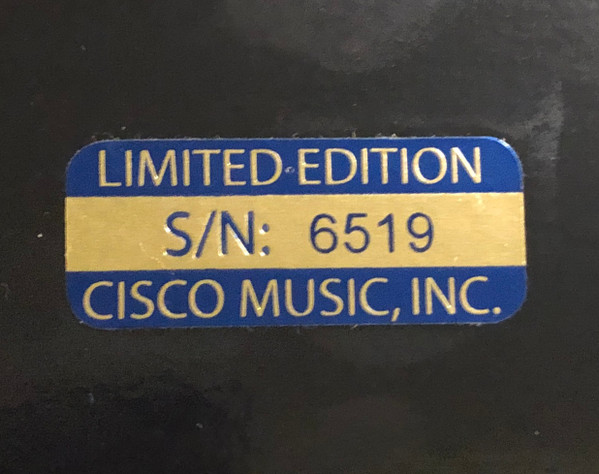 LIMITED EDITION
S/N: 6519
CISCO MUSIC, INC.